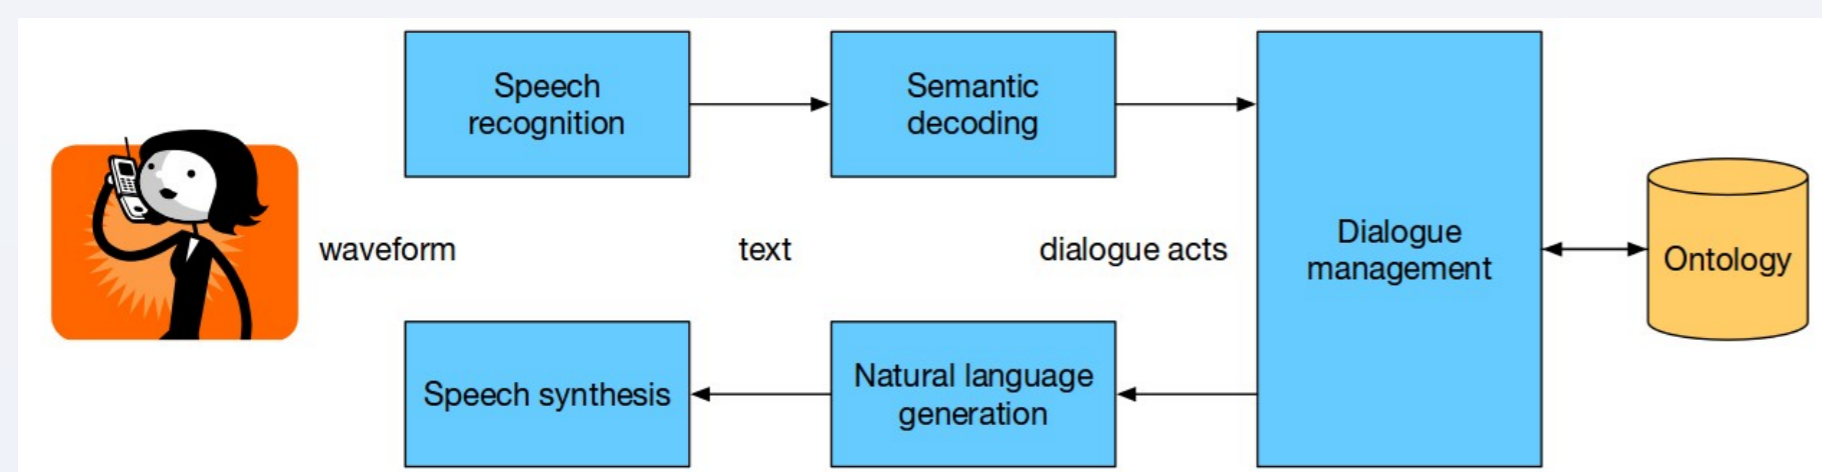 Speech
recognition
Semantic
decoding
waveform
text
dialogue acts
Dialogue
management
Ontology
Speech synthesis
Natural language
generation